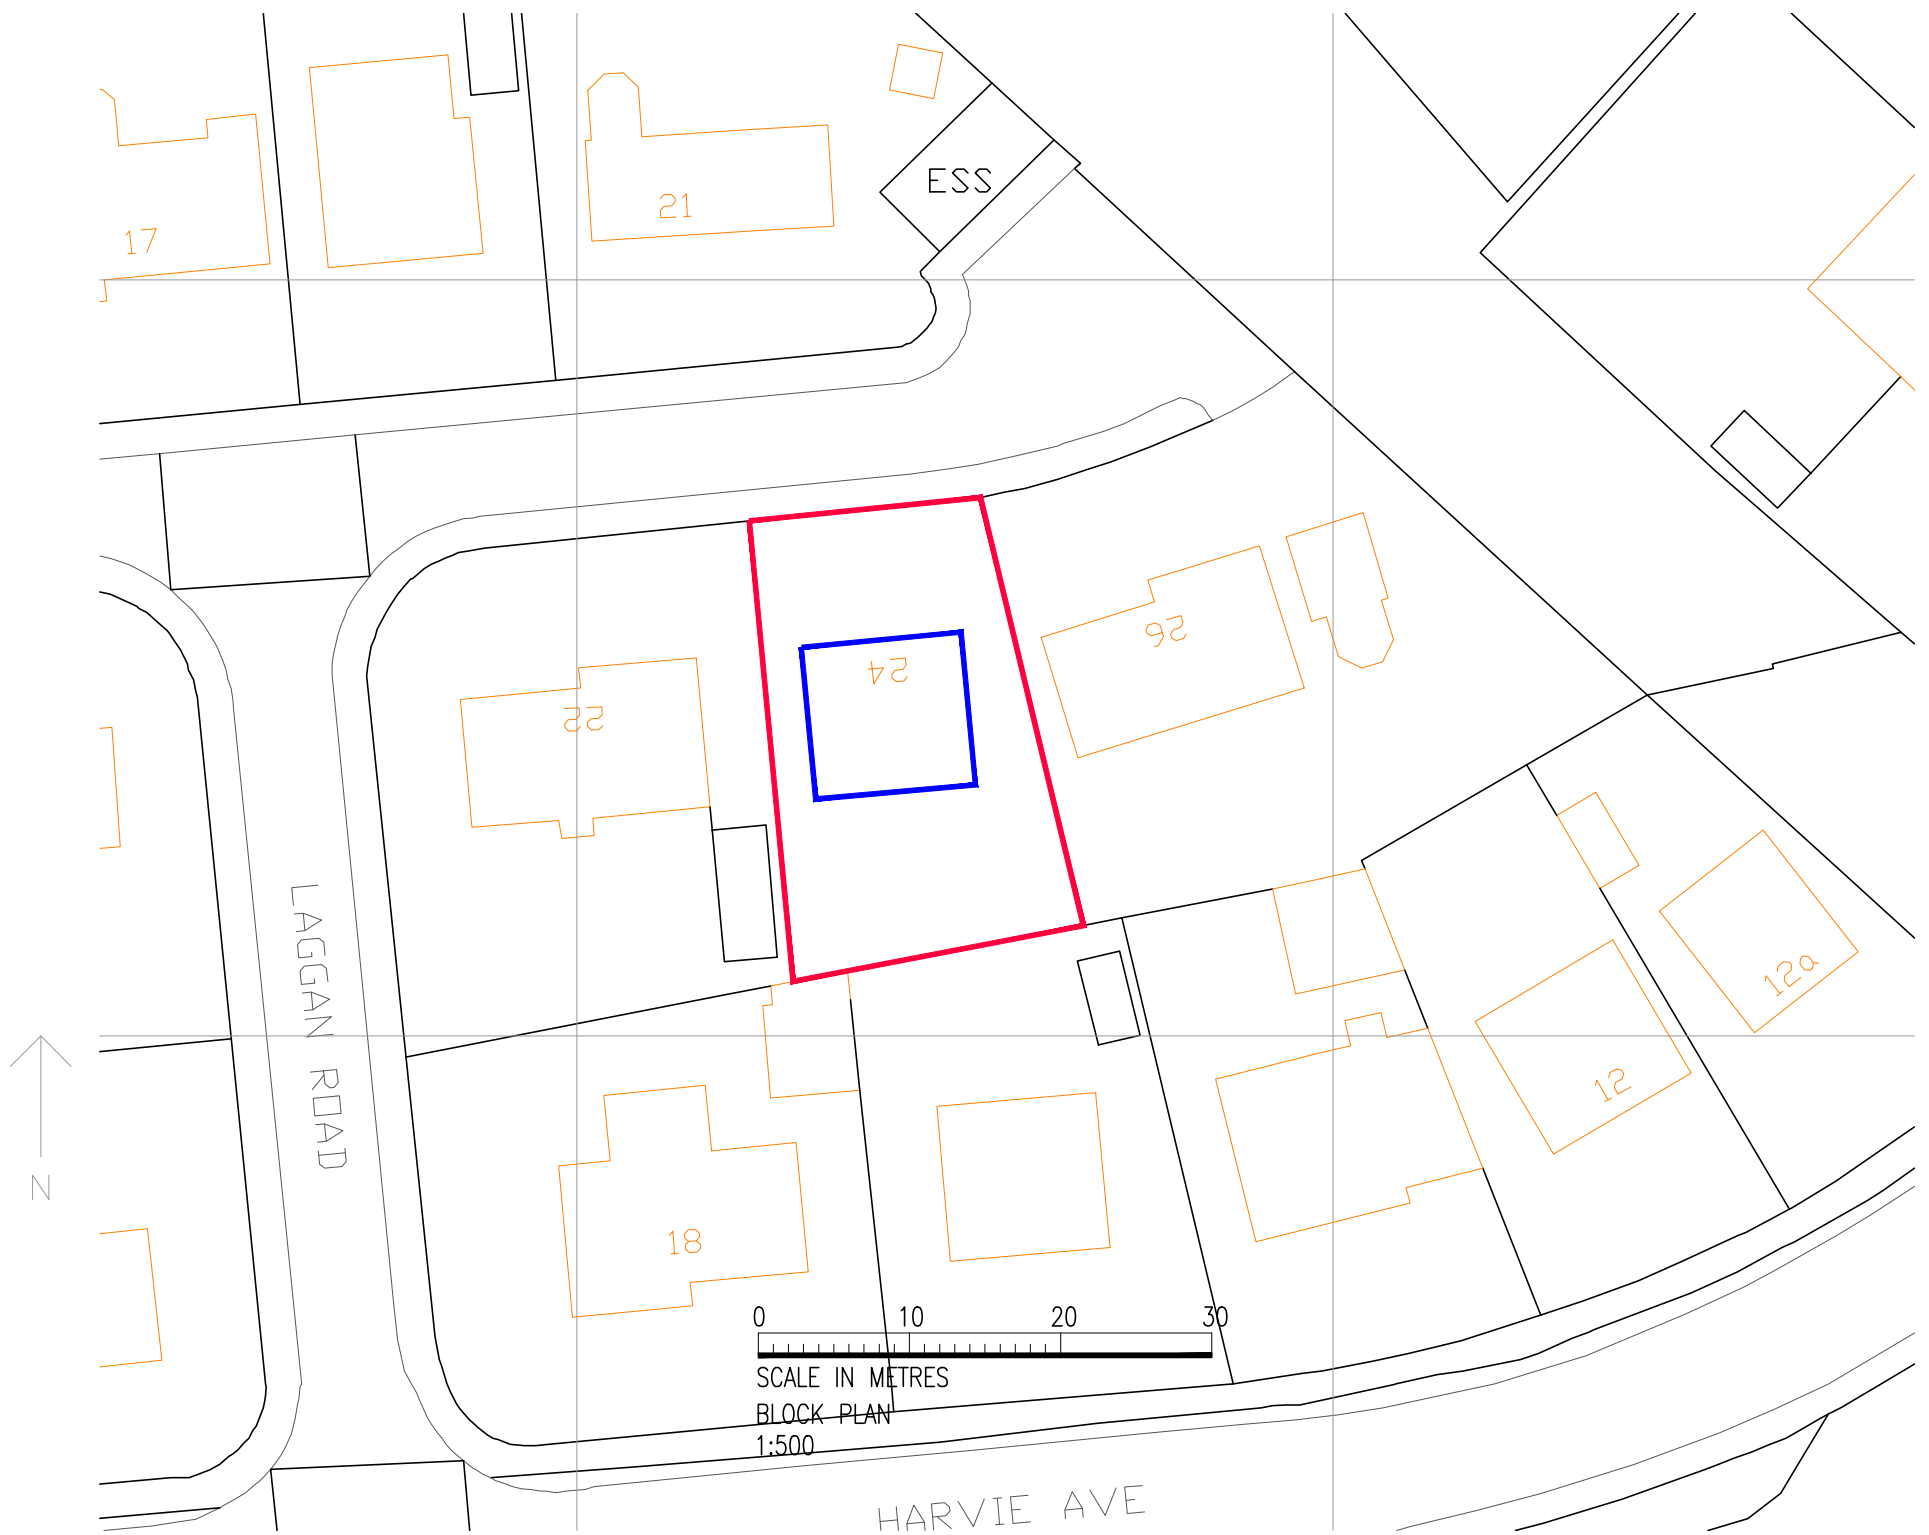 ESS
21
17
26
24
22
LAGGAN ROAD
12a
12
N
18
0 10 20 30
SCALE IN METRES
BLOCK PLAN
1:500
HARVIE AVE